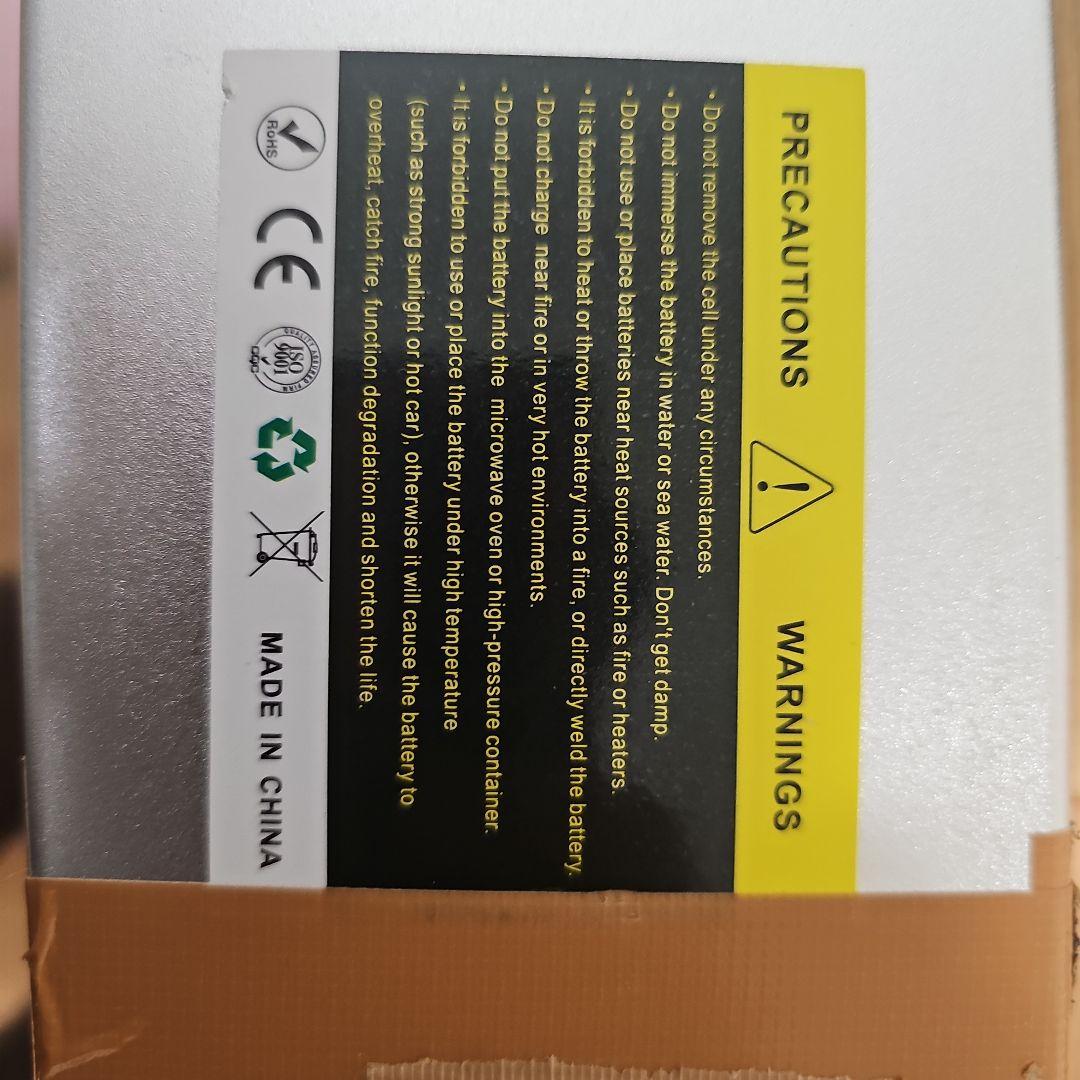 PRECAUTIONS ! WARNINGS
• Do not remove the cell under any circumstances.
• Do not immerse the battery in water or sea water. Don't get damp.
• Do not use or place batteries near heat sources such as fire or heaters.
• It is forbidden to heat or throw the battery into a fire, or directly weld the battery.
• Do not charge near fire or in very hot environments.
• Do not put the battery into the microwave oven or high-pressure container.
• It is forbidden to use or place the battery under high temperature
(such as strong sunlight or hot car), otherwise it will cause the battery to
overheat, catch fire, function degradation and shorten the life.
RoHS CE QUALITY ASSURED FIRM ISO 9001 MADE IN CHINA